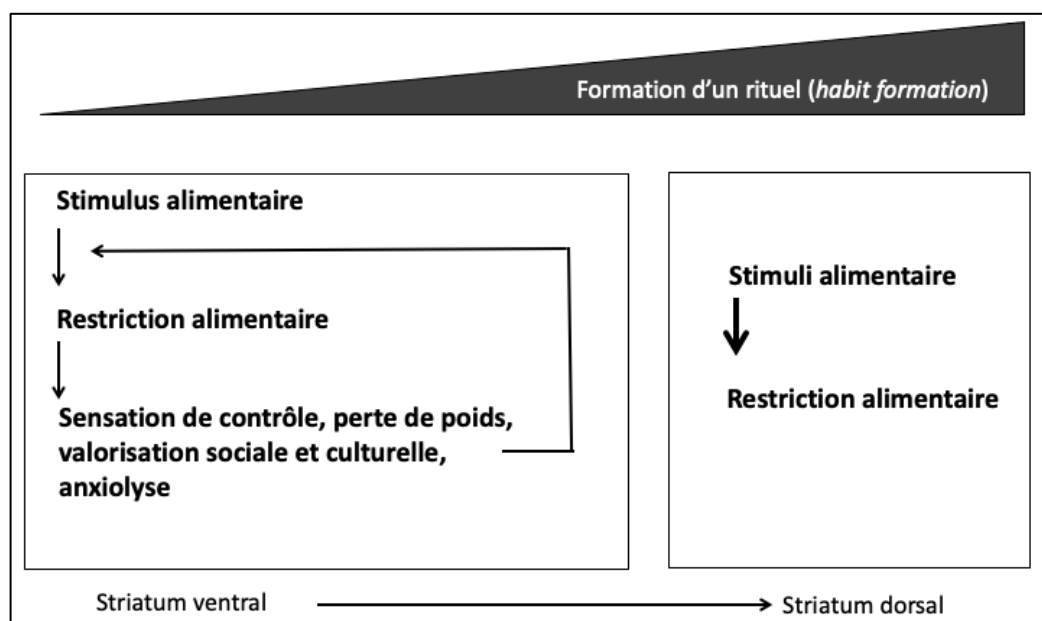 Formation d'un rituel (habit formation)
Stimulus alimentaire
Restriction alimentaire
Sensation de contrôle, perte de poids,
valorisation sociale et culturelle,
anxiolyse
Stimuli alimentaire
Restriction alimentaire
Striatum ventral
Striatum dorsal